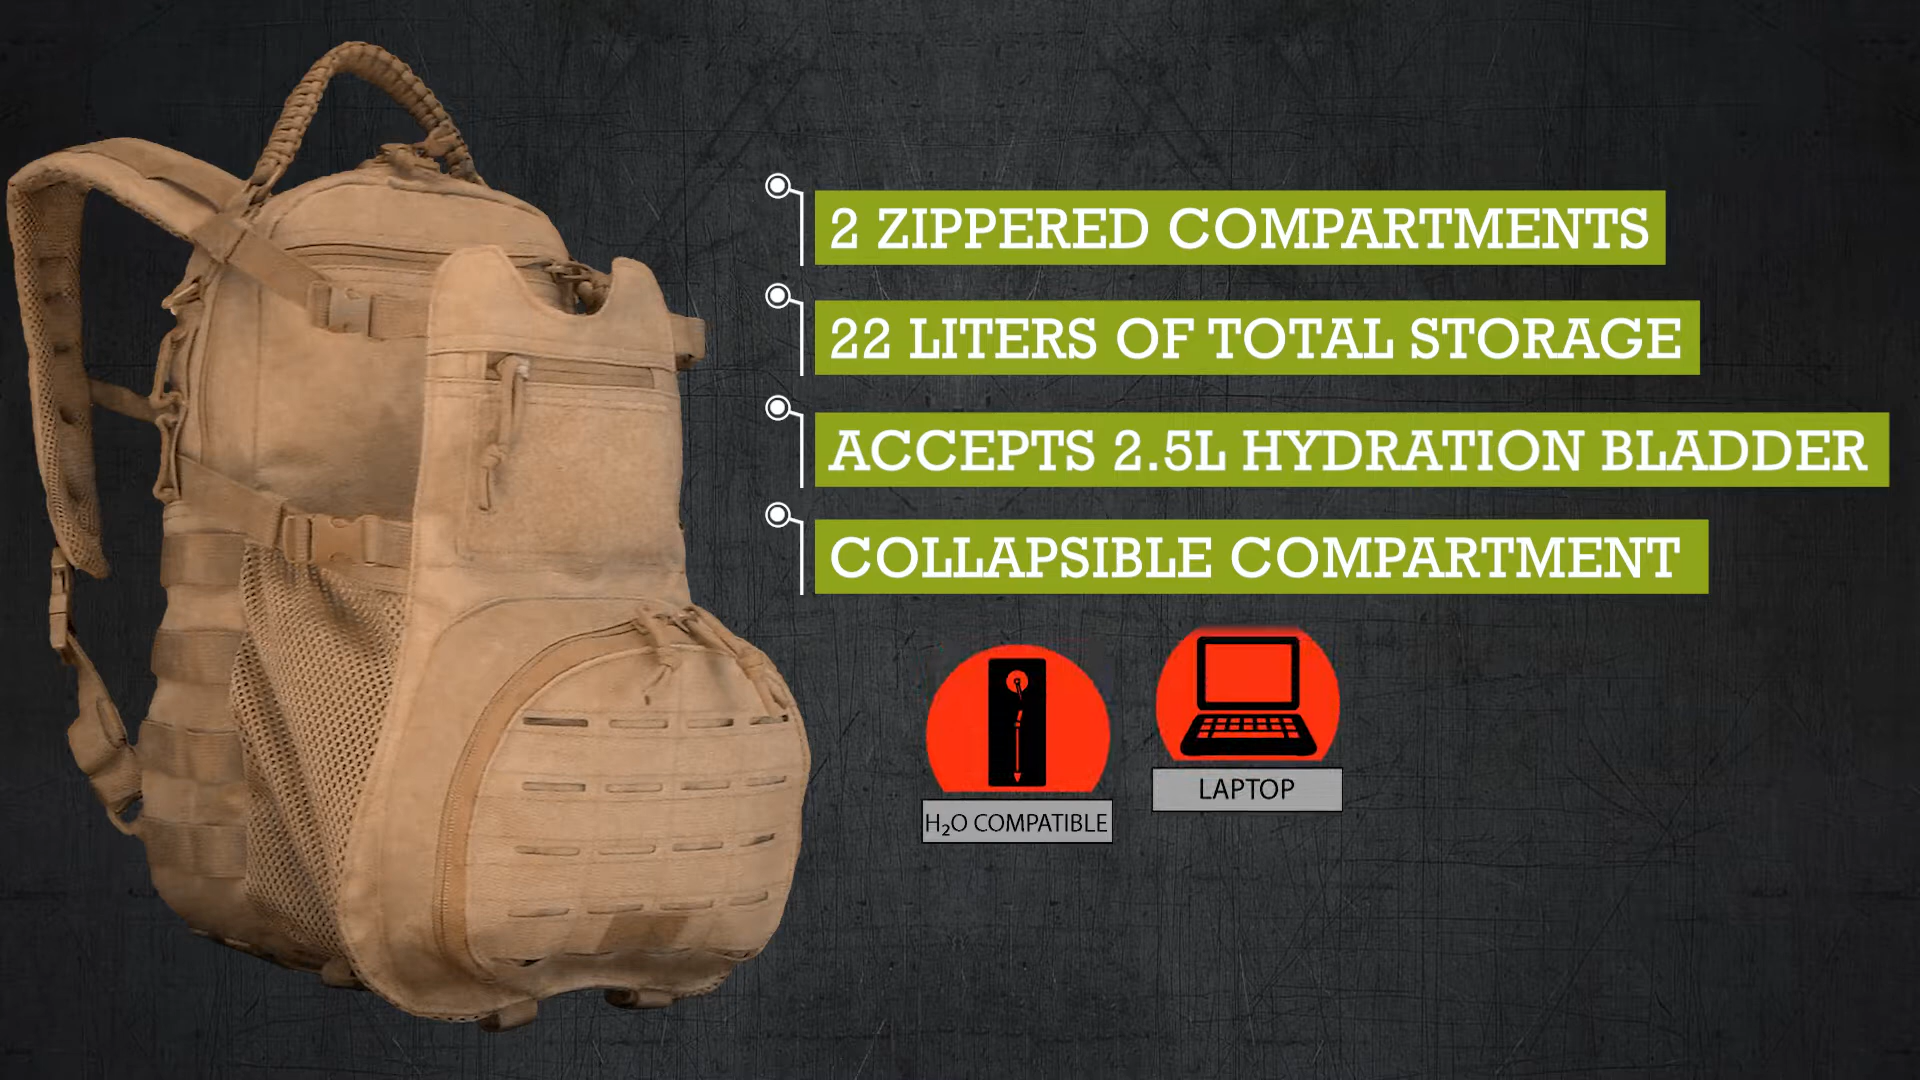 2 ZIPPERED COMPARTMENTS
22 LITERS OF TOTAL STORAGE
ACCEPTS 2.5L HYDRATION BLADDER
COLLAPSIBLE COMPARTMENT
H₂O COMPATIBLE
LAPTOP